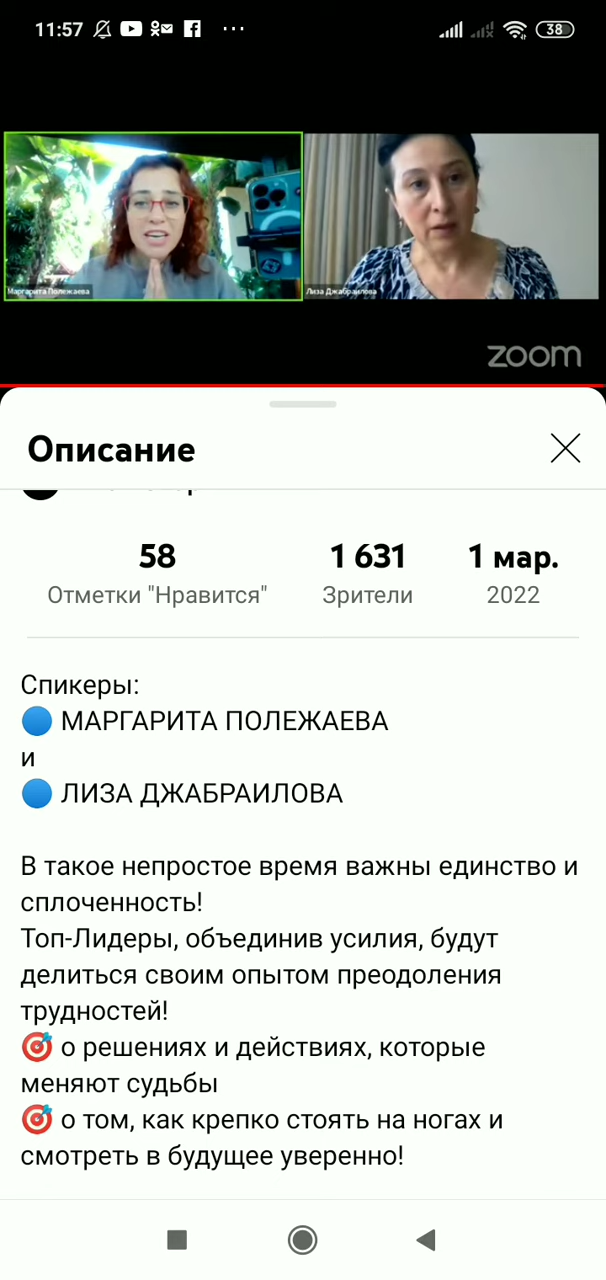 11:57
38
Маргарита Полежаева
Лиза Джабраилова
zoom
Описание
58
1 631
1 мар.
Отметки "Нравится"
Зрители
2022
Спикеры:
МАРГАРИТА ПОЛЕЖАЕВА
и
ЛИЗА ДЖАБРАИЛОВА
В такое непростое время важны единство и
сплоченность!
Топ-Лидеры, объединив усилия, будут
делиться своим опытом преодоления
трудностей!
о решениях и действиях, которые
меняют судьбы
о том, как крепко стоять на ногах и
смотреть в будущее уверенно!